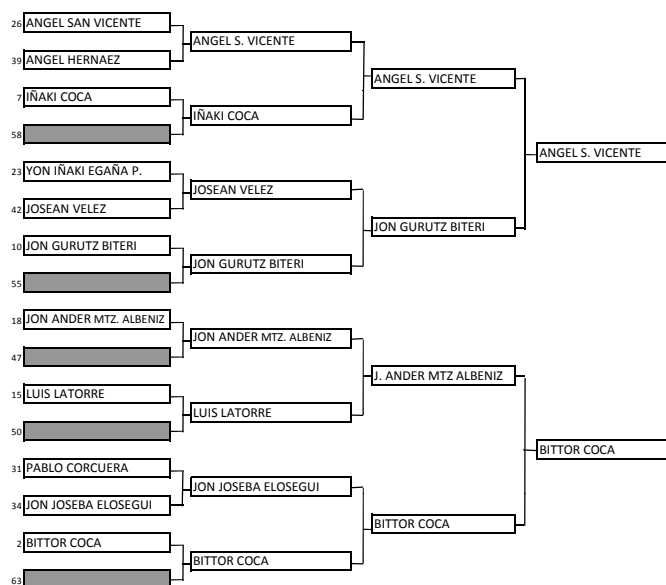 26 ANGEL SAN VICENTE
39 ANGEL HERNAEZ
7 IÑAKI COCA
58
23 YON IÑAKI EGAÑA P.
42 JOSEAN VELEZ
10 JON GURUTZ BITERI
55
18 JON ANDER MTZ. ALBENIZ
47
15 LUIS LATORRE
50
31 PABLO CORCUERA
34 JON JOSEBA ELOSEGUI
2 BITTOR COCA
63
ANGEL S. VICENTE
IÑAKI COCA
JOSEAN VELEZ
JON GURUTZ BITERI
JON ANDER MTZ. ALBENIZ
LUIS LATORRE
JON JOSEBA ELOSEGUI
BITTOR COCA
ANGEL S. VICENTE
JON GURUTZ BITERI
J. ANDER MTZ ALBENIZ
BITTOR COCA
ANGEL S. VICENTE
BITTOR COCA